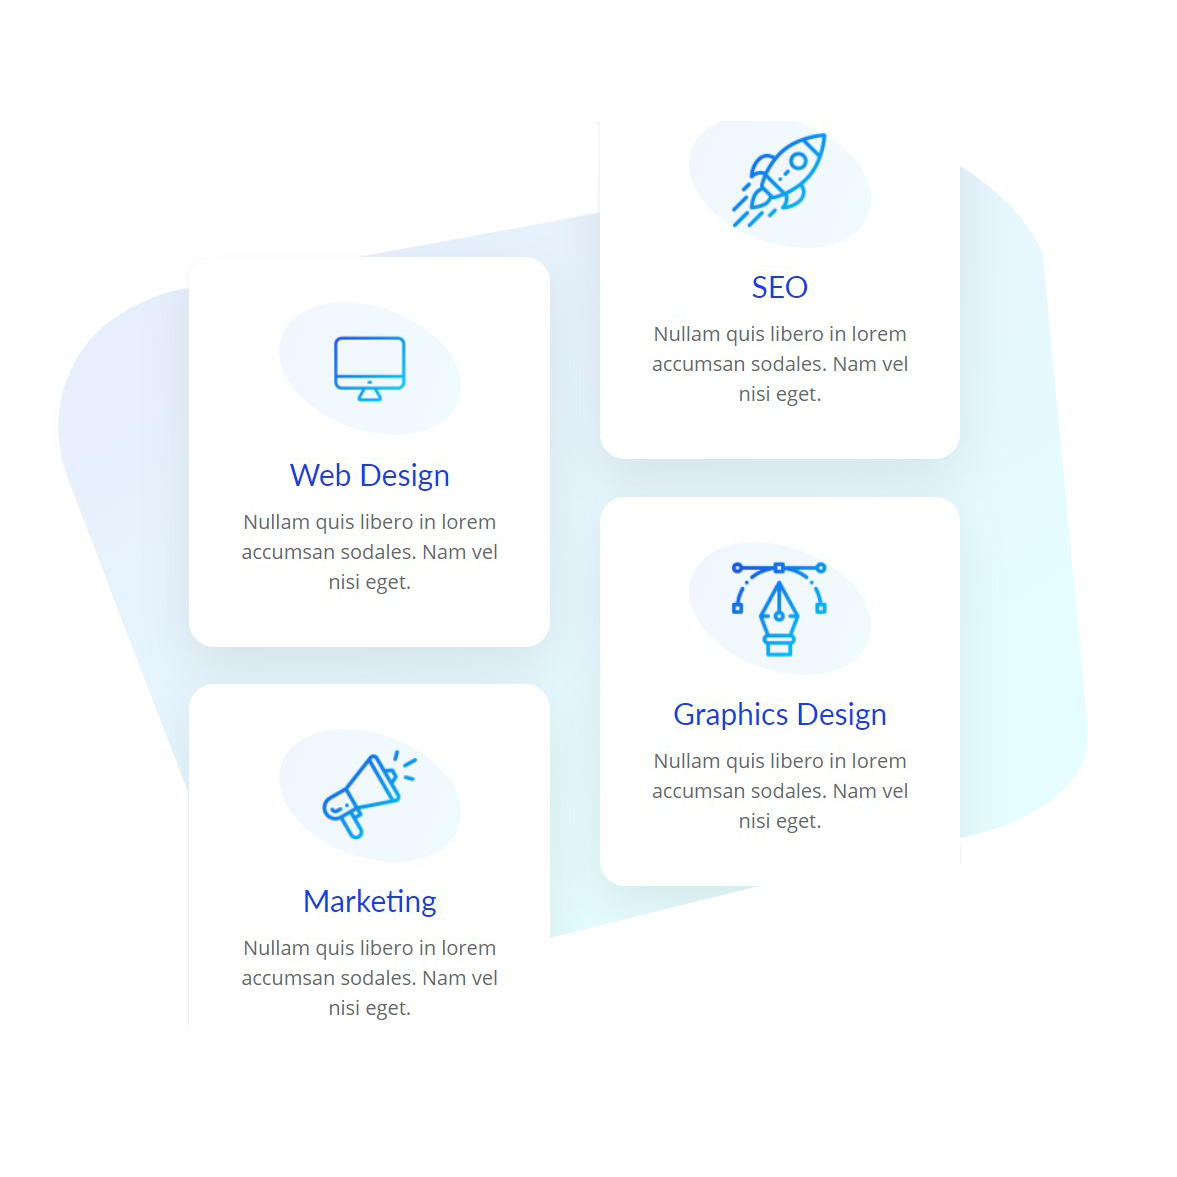 SEO
Nullam quis libero in lorem
accumsan sodales. Nam vel
nisi eget.
Web Design
Nullam quis libero in lorem
accumsan sodales. Nam vel
nisi eget.
Graphics Design
Nullam quis libero in lorem
accumsan sodales. Nam vel
nisi eget.
Marketing
Nullam quis libero in lorem
accumsan sodales. Nam vel
nisi eget.